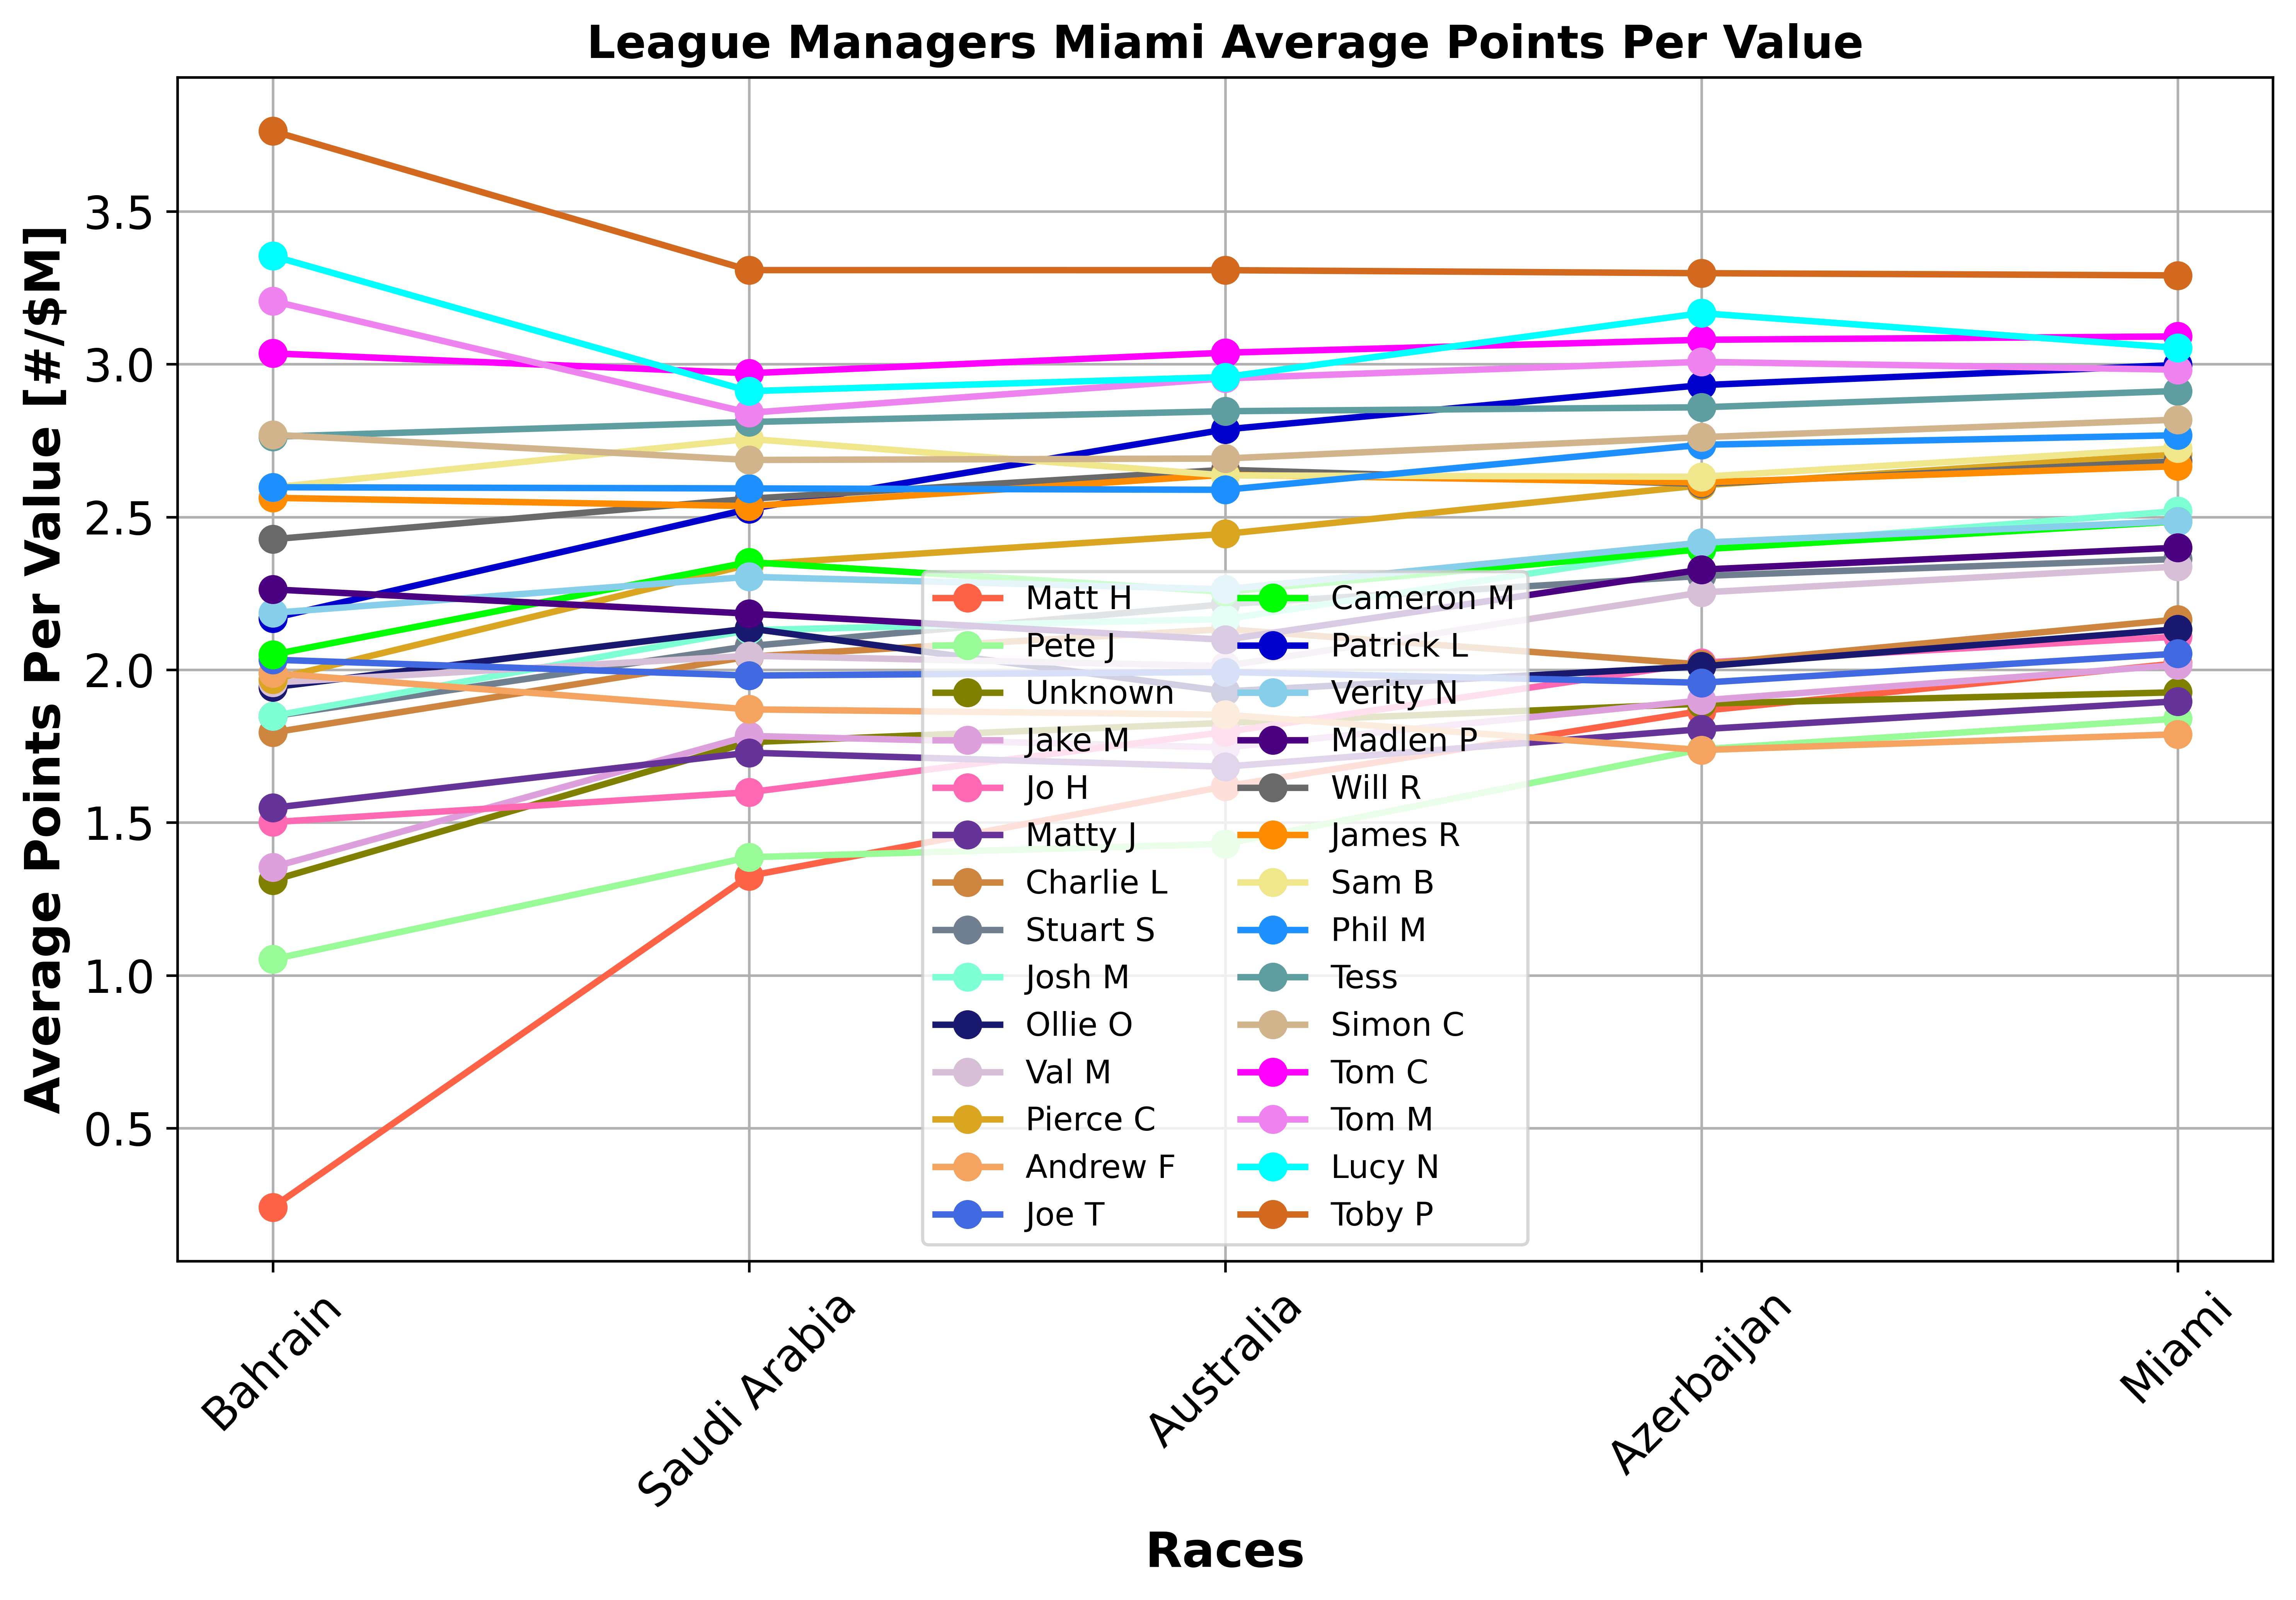 League Managers Miami Average Points Per Value
Average Points Per Value [#/$M]
3.5
3.0
2.5
2.0
1.5
1.0
0.5
Matt H
Pete J
Unknown
Jake M
Jo H
Matty J
Charlie L
Stuart S
Josh M
Ollie O
Val M
Pierce C
Andrew F
Joe T
Cameron M
Patrick L
Verity N
Madlen P
Will R
James R
Sam B
Phil M
Tess
Simon C
Tom C
Tom M
Lucy N
Toby P
Bahrain
Saudi Arabia
Australia
Azerbaijan
Miami
Races